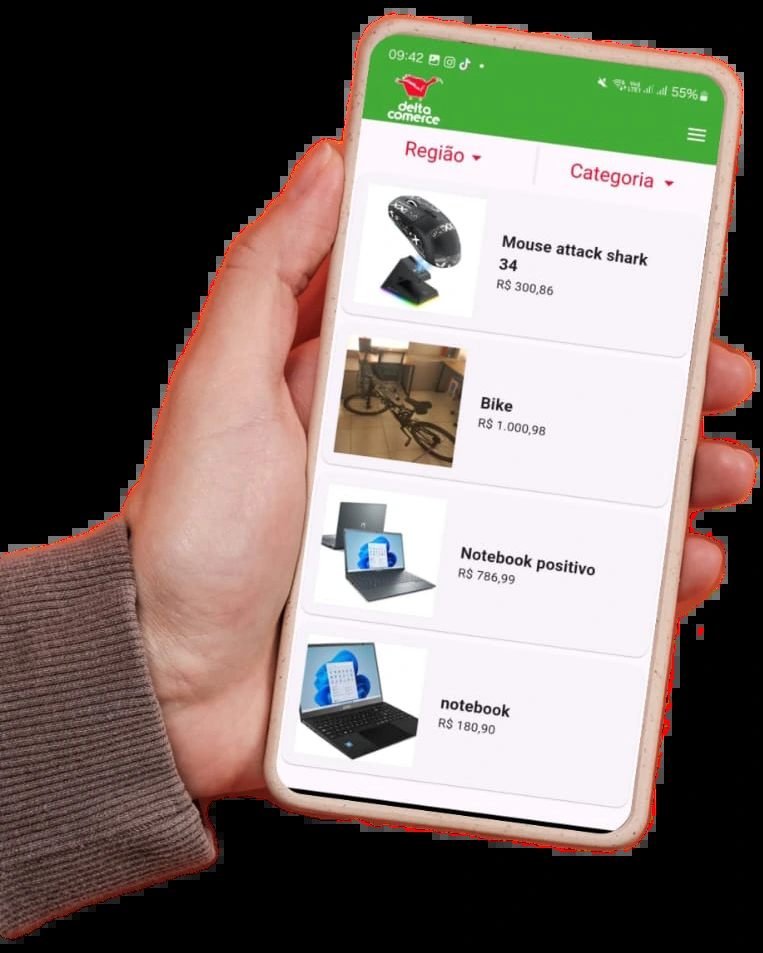 09:42
55%
delta
comerce
Região
Categoria
Mouse attack shark
34
R$ 300,86
Bike
R$ 1.000,98
Notebook positivo
R$ 786,99
notebook
R$ 180,90